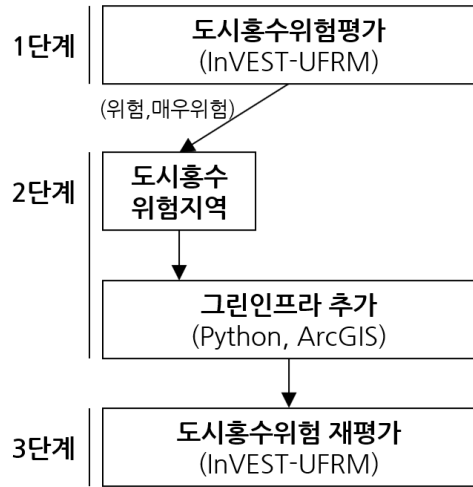 1단계
도시홍수위험평가
(InVEST-UFRM)
(위험,매우위험)
2단계
도시홍수
위험지역
그린인프라 추가
(Python, ArcGIS)
3단계
도시홍수위험 재평가
(InVEST-UFRM)